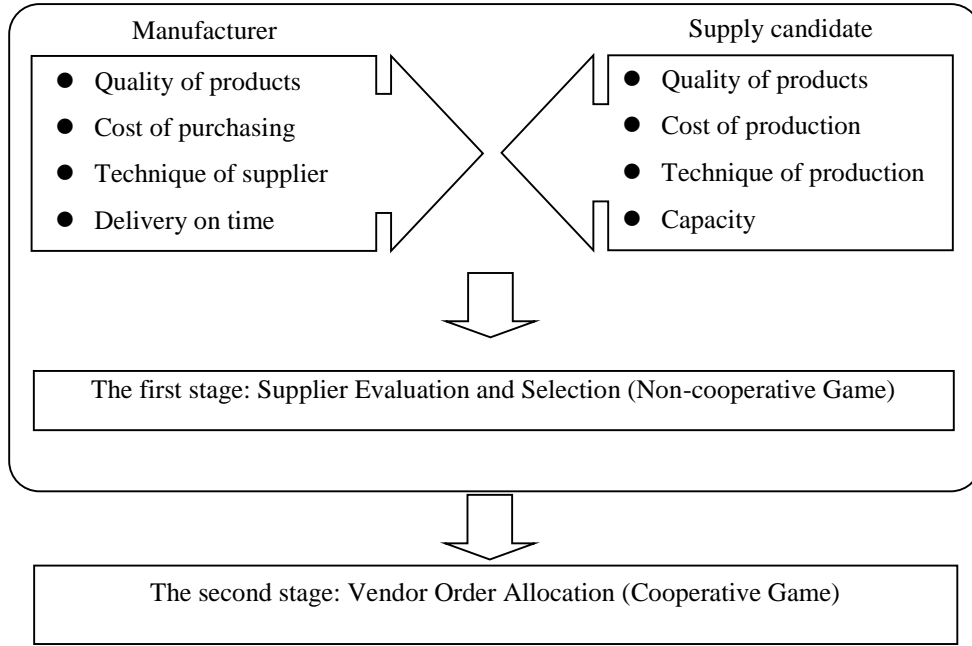 Manufacturer
● Quality of products
● Cost of purchasing
● Technique of supplier
● Delivery on time
Supply candidate
● Quality of products
● Cost of production
● Technique of production
● Capacity
The first stage: Supplier Evaluation and Selection (Non-cooperative Game)
The second stage: Vendor Order Allocation (Cooperative Game)